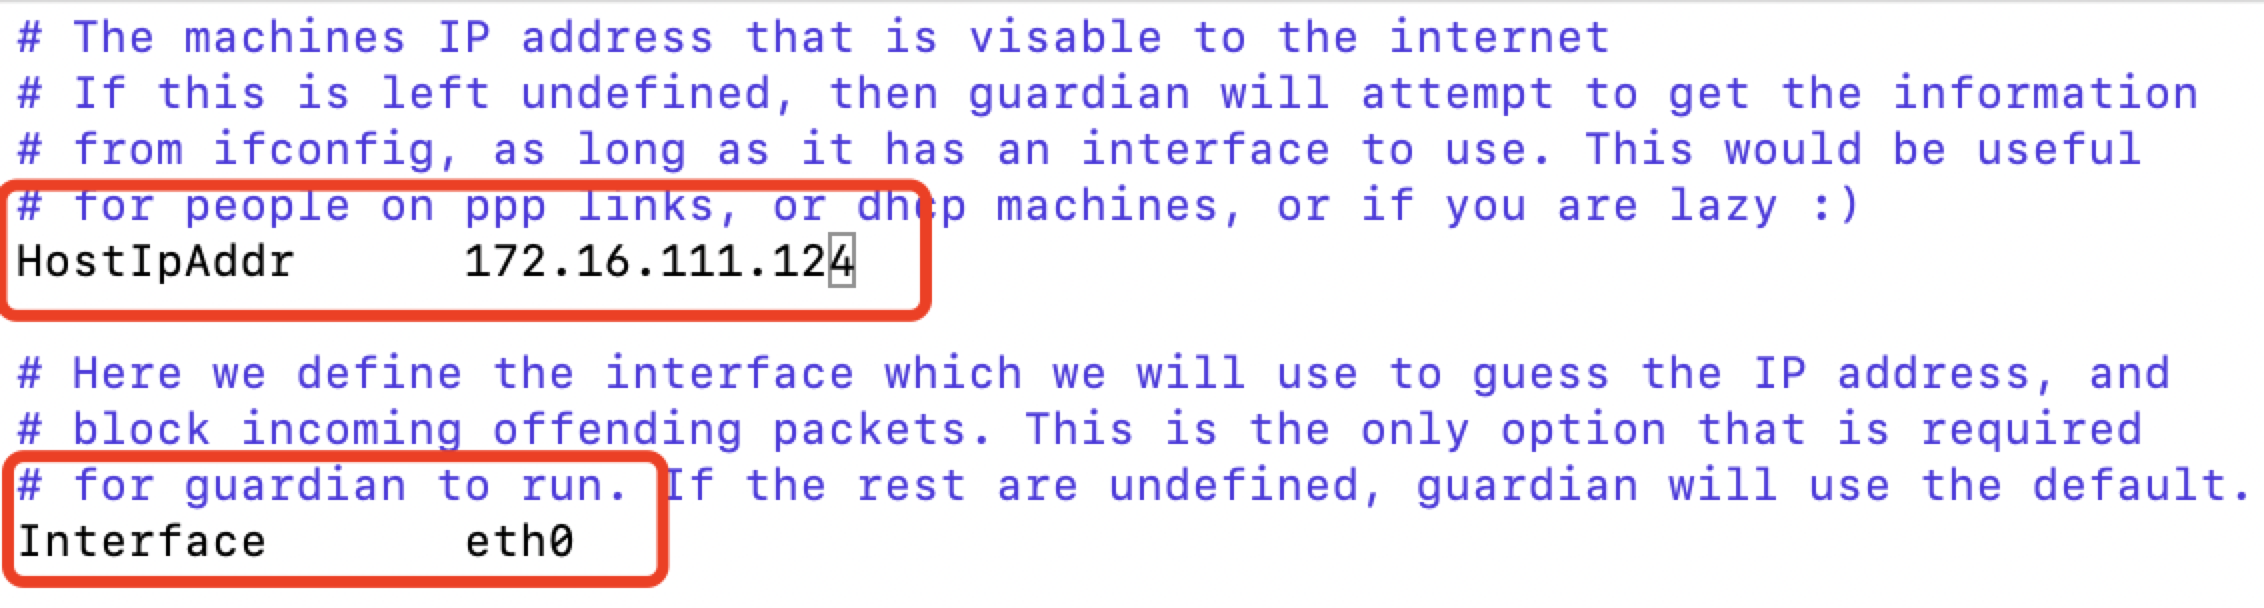 # The machines IP address that is visable to the internet
# If this is left undefined, then guardian will attempt to get the information
# from ifconfig, as long as it has an interface to use. This would be useful
# for people on ppp links, or dhcp machines, or if you are lazy :)
HostIpAddr      172.16.111.124
# Here we define the interface which we will use to guess the IP address, and
# block incoming offending packets. This is the only option that is required
# for guardian to run. If the rest are undefined, guardian will use the default.
Interface       eth0